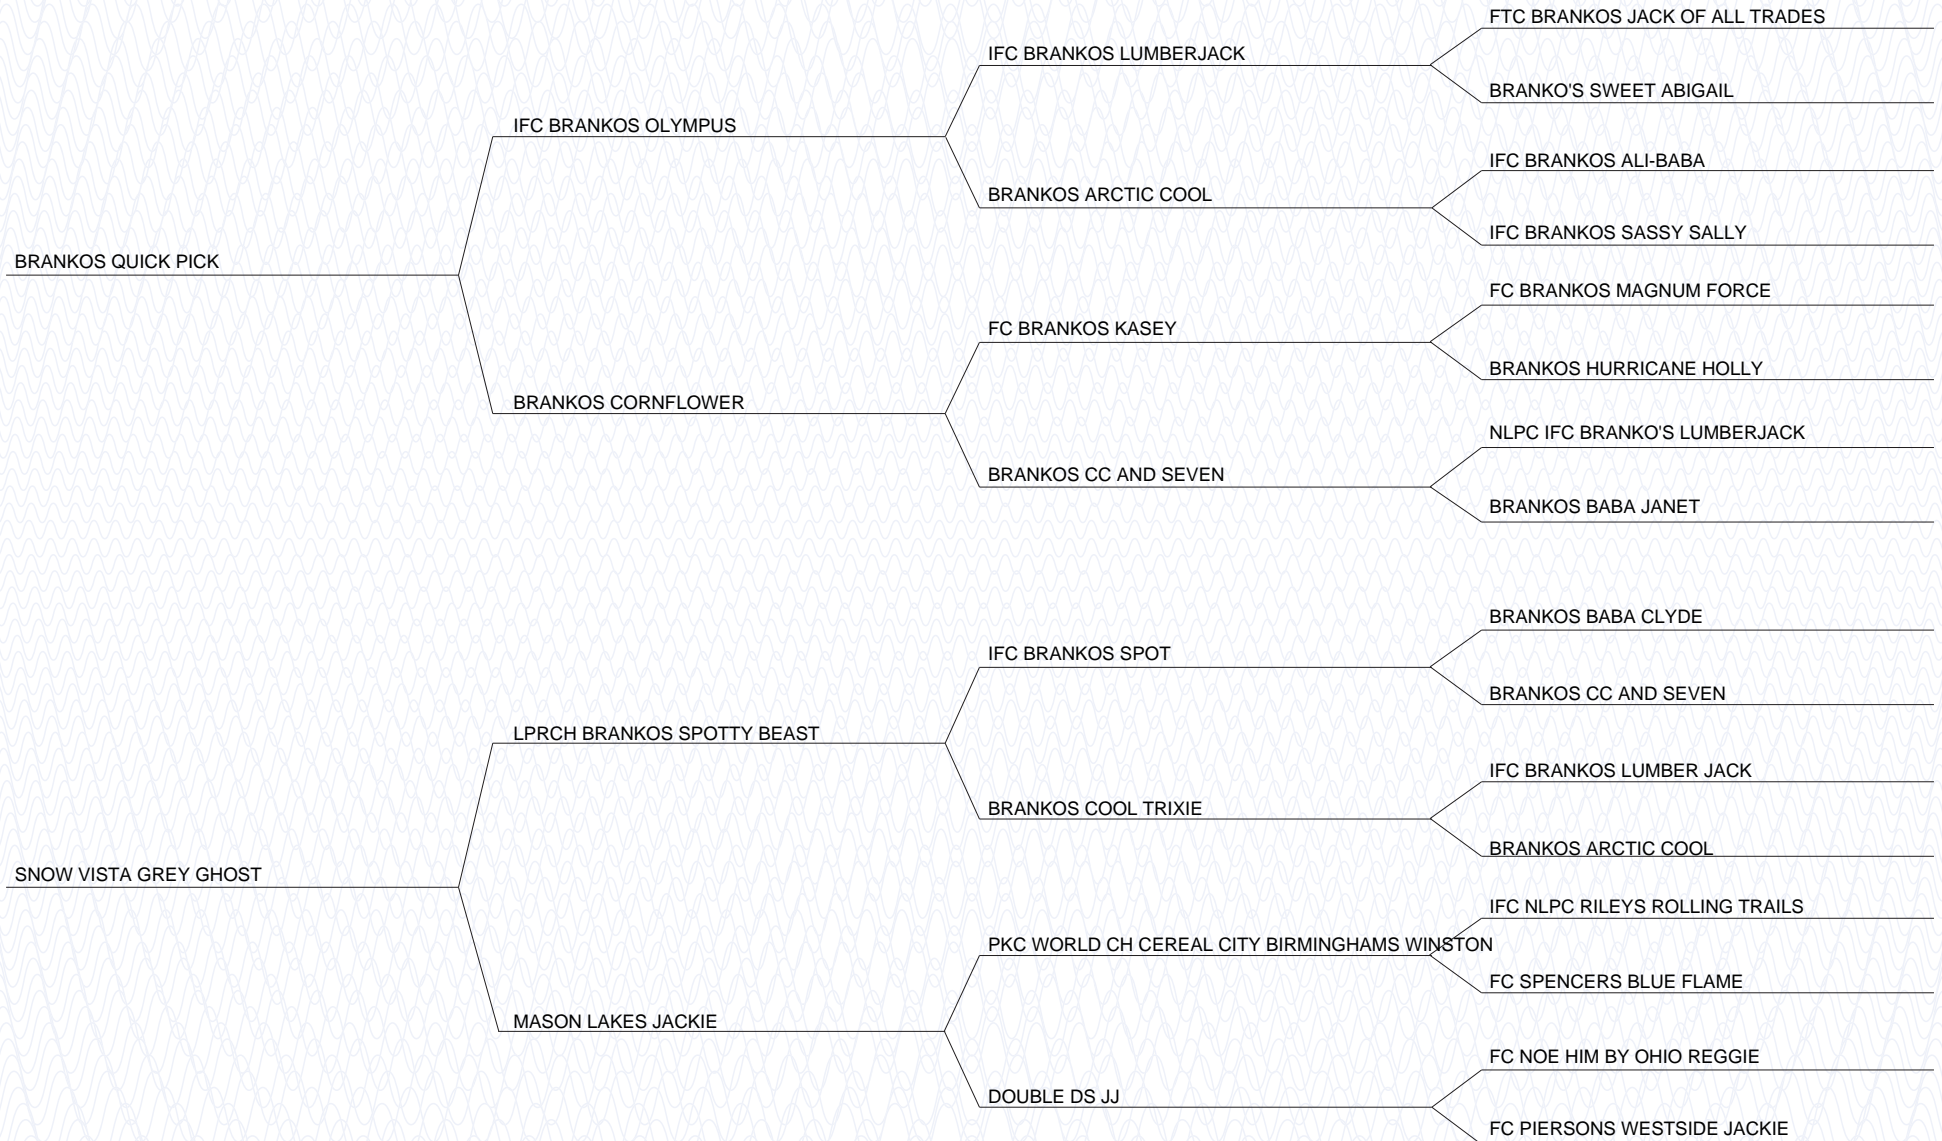 FTC BRANKOS JACK OF ALL TRADES
IFC BRANKOS LUMBERJACK
BRANKO'S SWEET ABIGAIL
IFC BRANKOS OLYMPUS
IFC BRANKOS ALI-BABA
BRANKOS ARCTIC COOL
IFC BRANKOS SASSY SALLY
BRANKOS QUICK PICK
FC BRANKOS MAGNUM FORCE
FC BRANKOS KASEY
BRANKOS HURRICANE HOLLY
BRANKOS CORNFLOWER
NLPC IFC BRANKO'S LUMBERJACK
BRANKOS CC AND SEVEN
BRANKOS BABA JANET
BRANKOS BABA CLYDE
IFC BRANKOS SPOT
BRANKOS CC AND SEVEN
LPRCH BRANKOS SPOTTY BEAST
IFC BRANKOS LUMBER JACK
BRANKOS COOL TRIXIE
BRANKOS ARCTIC COOL
SNOW VISTA GREY GHOST
IFC NLPC RILEYS ROLLING TRAILS
PKC WORLD CH CEREAL CITY BIRMINGHAMS WINSTON
FC SPENCERS BLUE FLAME
MASON LAKES JACKIE
FC NOE HIM BY OHIO REGGIE
DOUBLE DS JJ
FC PIERSONS WESTSIDE JACKIE